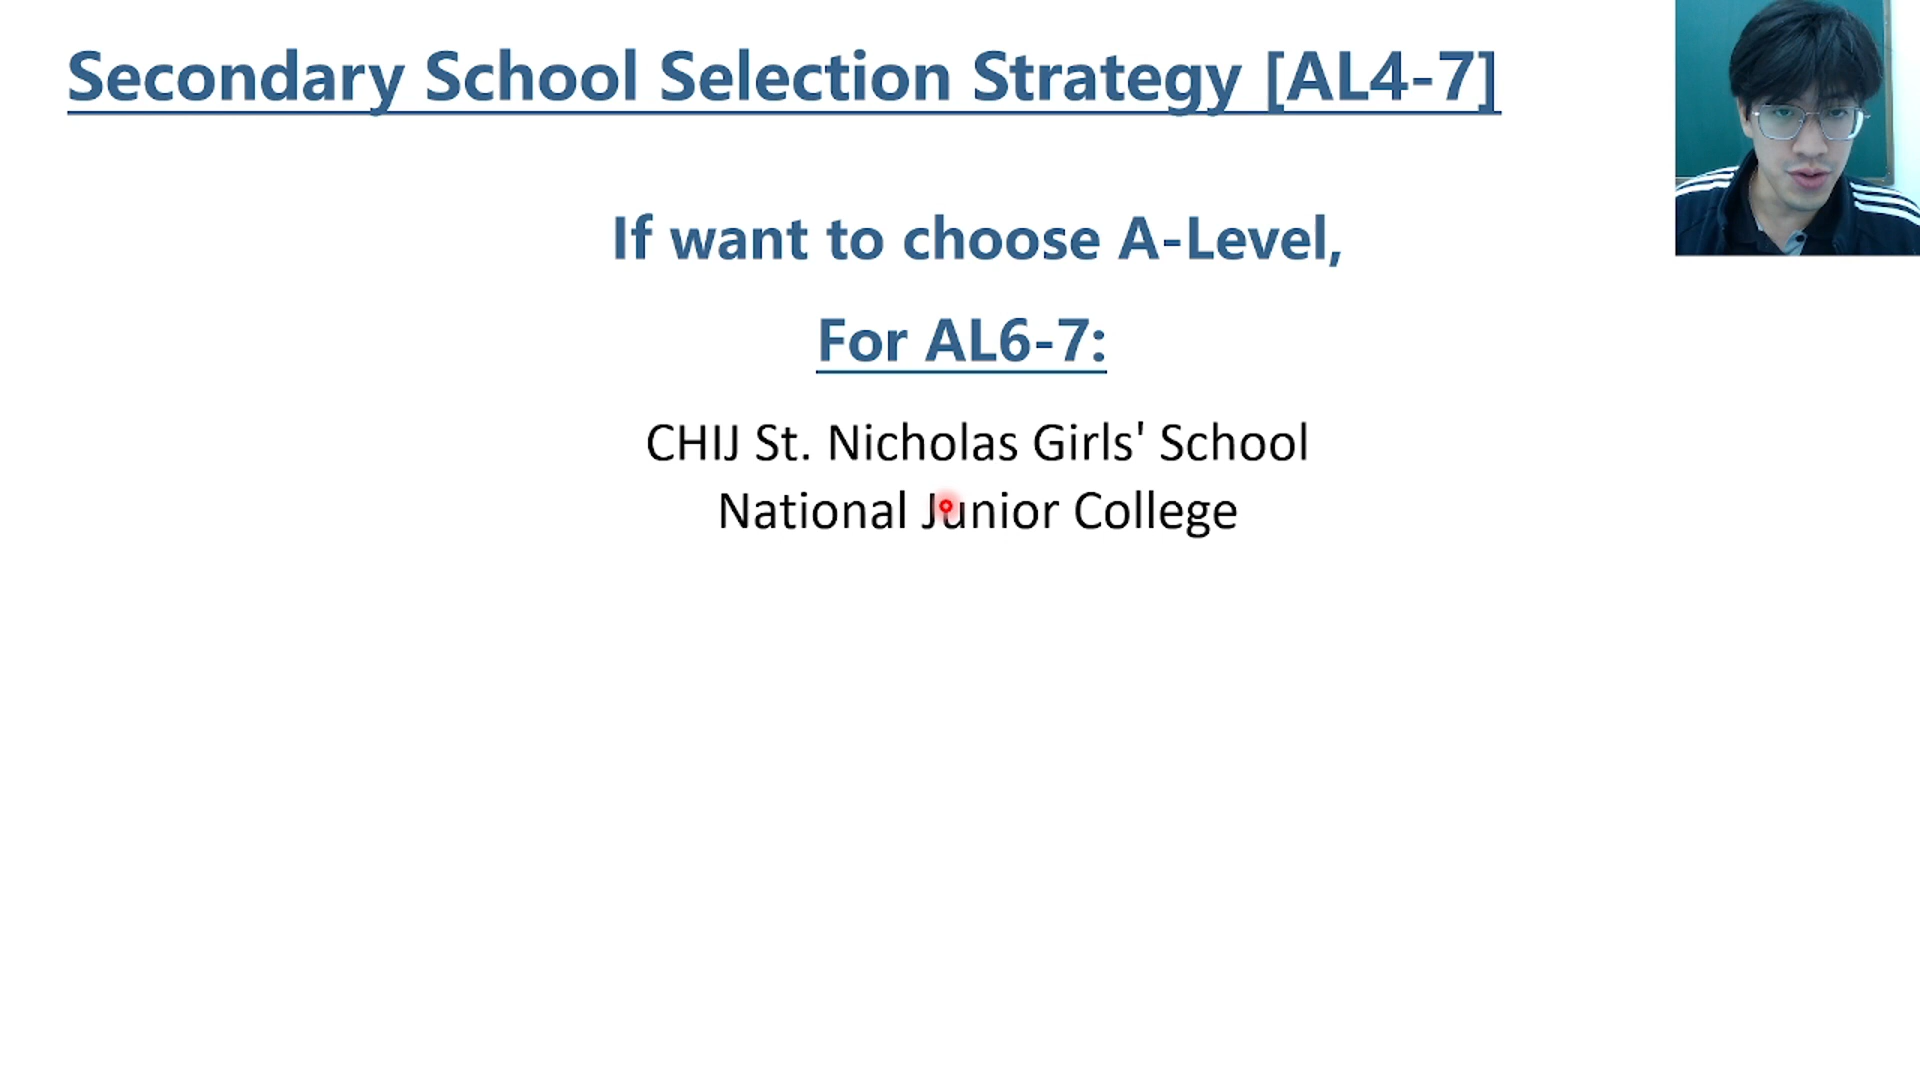 Secondary School Selection Strategy [AL4-7]
If want to choose A-Level,
For AL6-7:
CHIJ St. Nicholas Girls' School
National Junior College